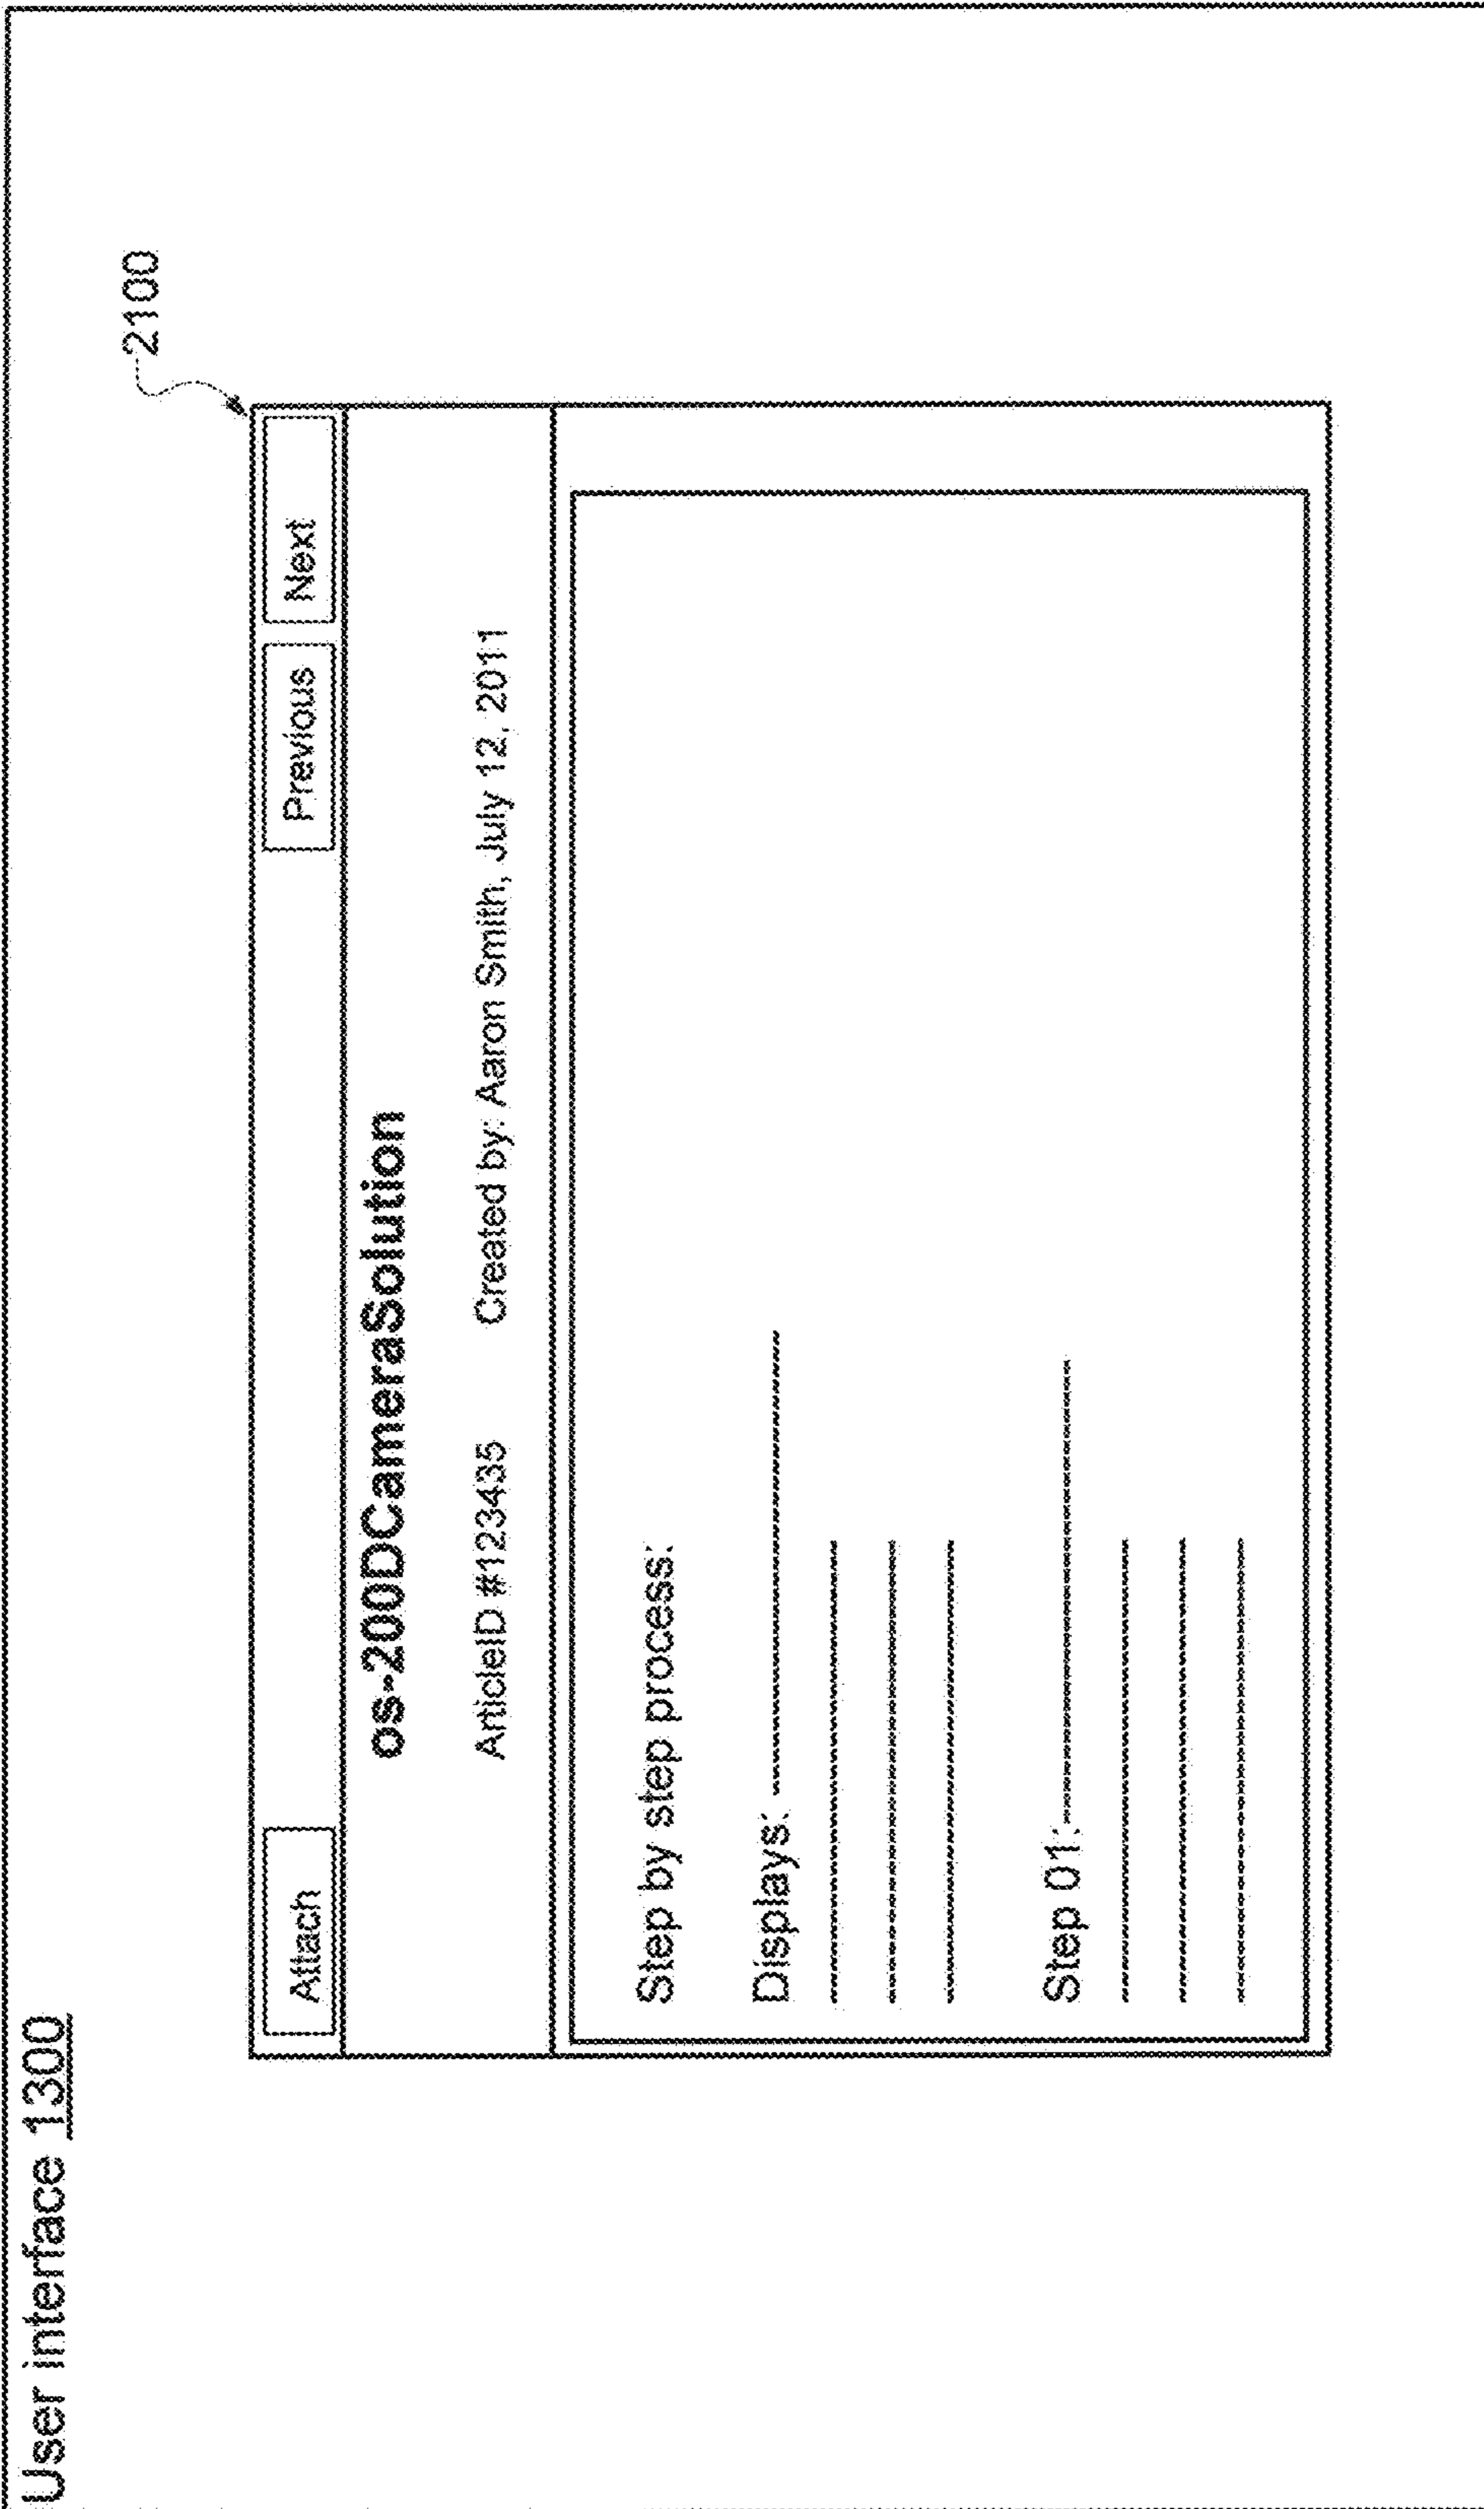 User interface 1300
2100
Attach Previous Next
os-200DCameraSolution
ArticleID #123435 Created by: Aaron Smith, July 12, 2011
Step by step process:
Displays:
Step 01: